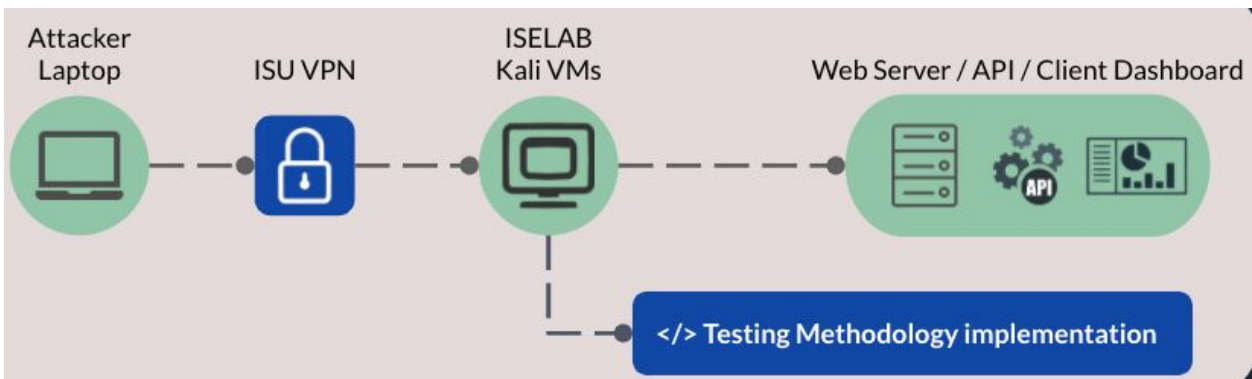 Attacker
Laptop
ISU VPN
ISELAB
Kali VMs
Web Server / API / Client Dashboard
API
</> Testing Methodology implementation